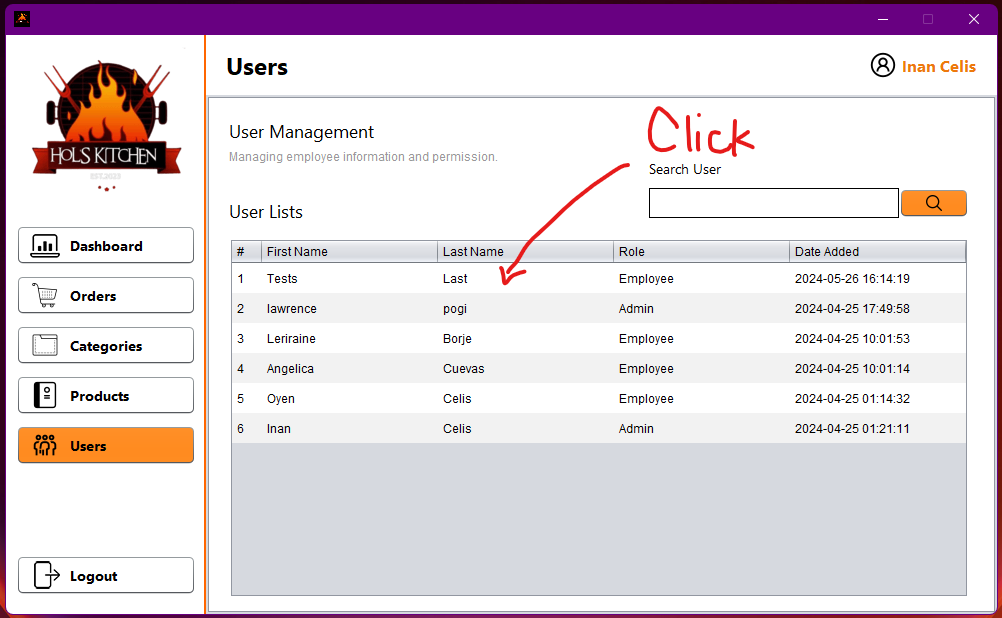 Users
Inan Celis
HOL'S KITCHEN
User Management
Managing employee information and permission.
Click
Search User
User Lists
Dashboard
Orders
Categories
Products
Users
Logout
# First Name Last Name Role Date Added
1 Tests Last Employee 2024-05-26 16:14:19
2 lawrence pogi Admin 2024-04-25 17:49:58
3 Leriraine Borje Employee 2024-04-25 10:01:53
4 Angelica Cuevas Employee 2024-04-25 10:01:14
5 Oyen Celis Employee 2024-04-25 01:14:32
6 Inan Celis Admin 2024-04-25 01:21:11